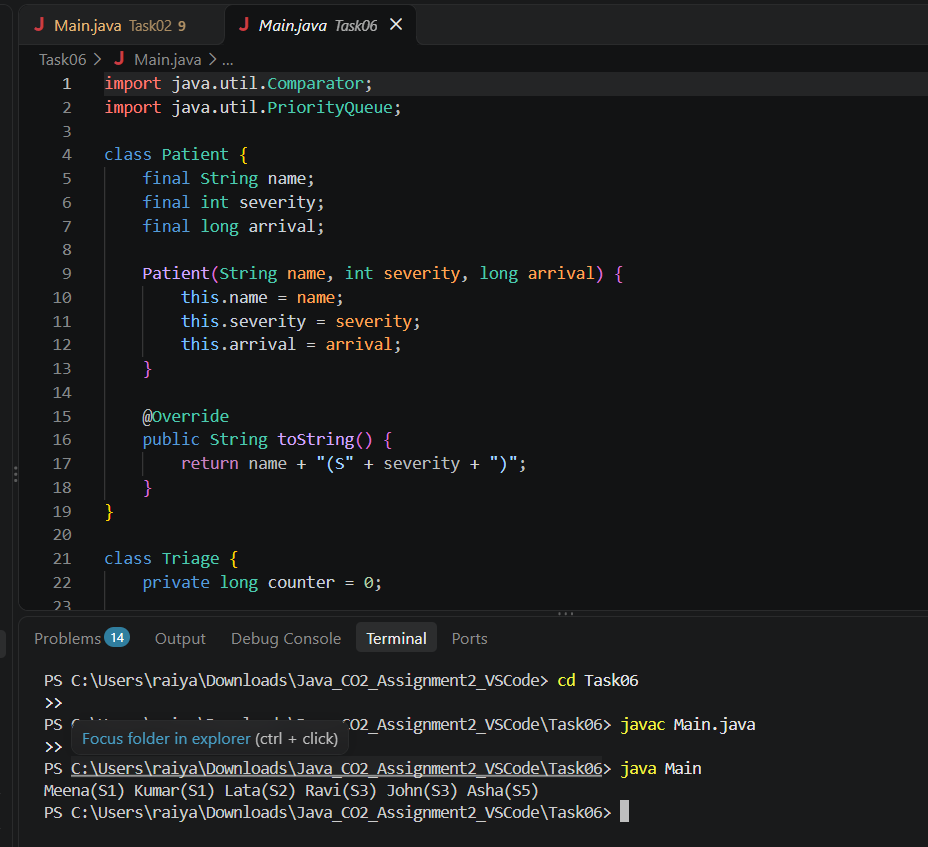 Main.java Task02 9 Main.java Task06
Task06 > Main.java > ...
1 import java.util.Comparator;
2 import java.util.PriorityQueue;
3
4 class Patient {
5     final String name;
6     final int severity;
7     final long arrival;
8
9     Patient(String name, int severity, long arrival) {
10         this.name = name;
11         this.severity = severity;
12         this.arrival = arrival;
13     }
14
15     @Override
16     public String toString() {
17         return name + "(S" + severity + ")";
18     }
19 }
20
21 class Triage {
22     private long counter = 0;
23
Problems 14 Output Debug Console Terminal Ports
PS C:\Users\raiya\Downloads\Java_CO2_Assignment2_VSCode> cd Task06
>>
PS C:\Users\raiya\Downloads\Java_CO2_Assignment2_VSCode\Task06> javac Main.java
Focus folder in explorer (ctrl + click)
>>
PS C:\Users\raiya\Downloads\Java_CO2_Assignment2_VSCode\Task06> java Main
Meena(S1) Kumar(S1) Lata(S2) Ravi(S3) John(S3) Asha(S5)
PS C:\Users\raiya\Downloads\Java_CO2_Assignment2_VSCode\Task06>